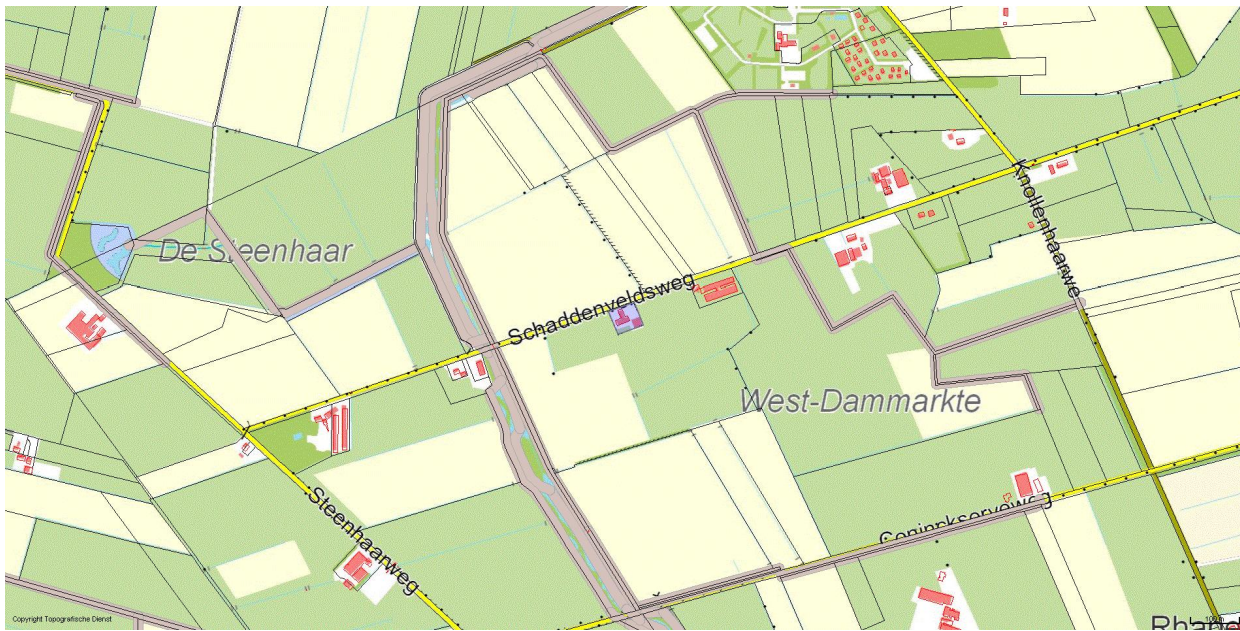 Knollenhaarwe
De Steenhaar
Schaddenveldsweg
West-Dammarkte
Steenhaarweg
Copyright Topografische Dienst